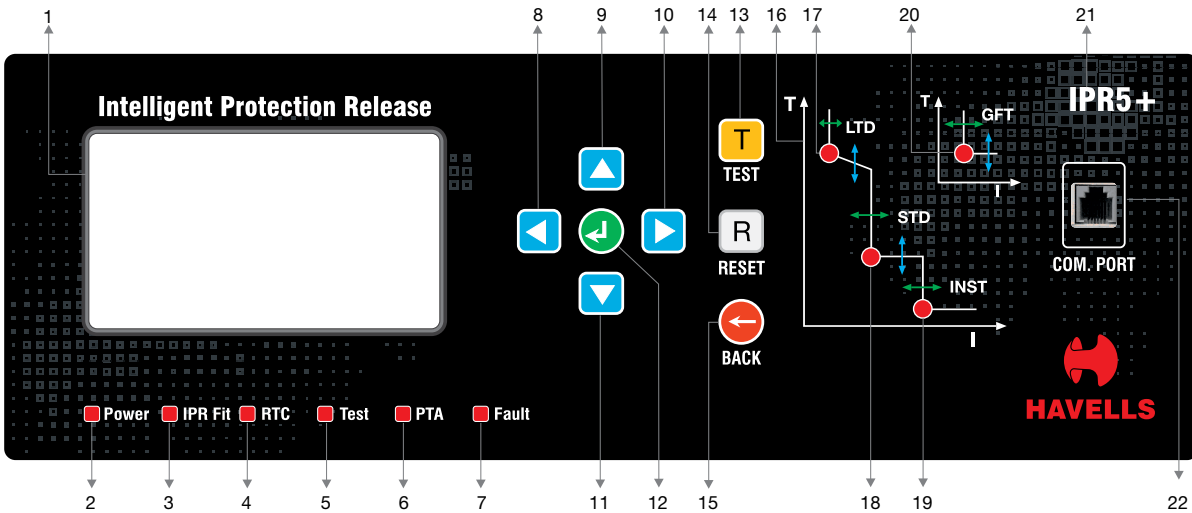 1 8 9 10 14 13 16 17 20 21
Intelligent Protection Release
IPR5+
T
T
GFT
LTD
I
T
TEST
STD
R
RESET
COM. PORT
INST
I
BACK
HAVELLS
Power IPR Fit RTC Test PTA Fault
2 3 4 5 6 7 11 12 15 18 19 22